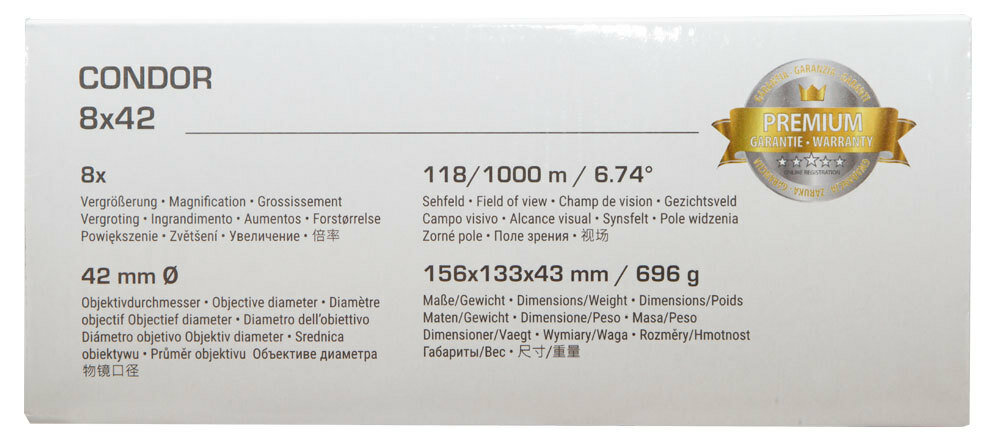 CONDOR
8x42
8x
Vergrößerung · Magnification · Grossissement
Vergroting · Ingrandimento · Aumentos · Forstørrelse
Powiększenie · Zvětšení · Увеличение · 倍率
42 mm Ø
Objektivdurchmesser · Objective diameter · Diamètre
objectif Objectief diameter · Diametro dell'obiettivo
Diámetro objetivo Objektiv diameter · Srednica
obiektywu · Průměr objektivu Объективе диаметра
物镜口径
118/1000 m / 6.74°
Sehfeld · Field of view · Champ de vision · Gezichtsveld
Campo visivo · Alcance visual · Synsfelt · Pole widzenia
Zorné pole · Поле зрения · 视场
156x133x43 mm / 696 g
Maße/Gewicht · Dimensions/Weight · Dimensions/Poids
Maten/Gewicht · Dimensione/Peso · Masa/Peso
Dimensioner/Vaegt · Wymiary/Waga · Rozměry/Hmotnost
Габариты/Вес · 尺寸/重量
GARANZIA
PREMIUM
GARANTIE · WARRANTY
ONLINE REGISTRATION
ZÁRUKA